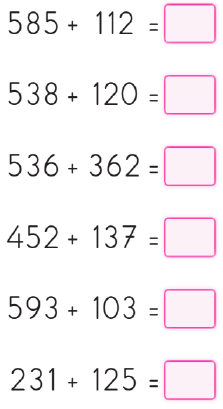 585 + 112 =
538 + 120 =
536 + 362 =
452 + 137 =
593 + 103 =
231 + 125 =